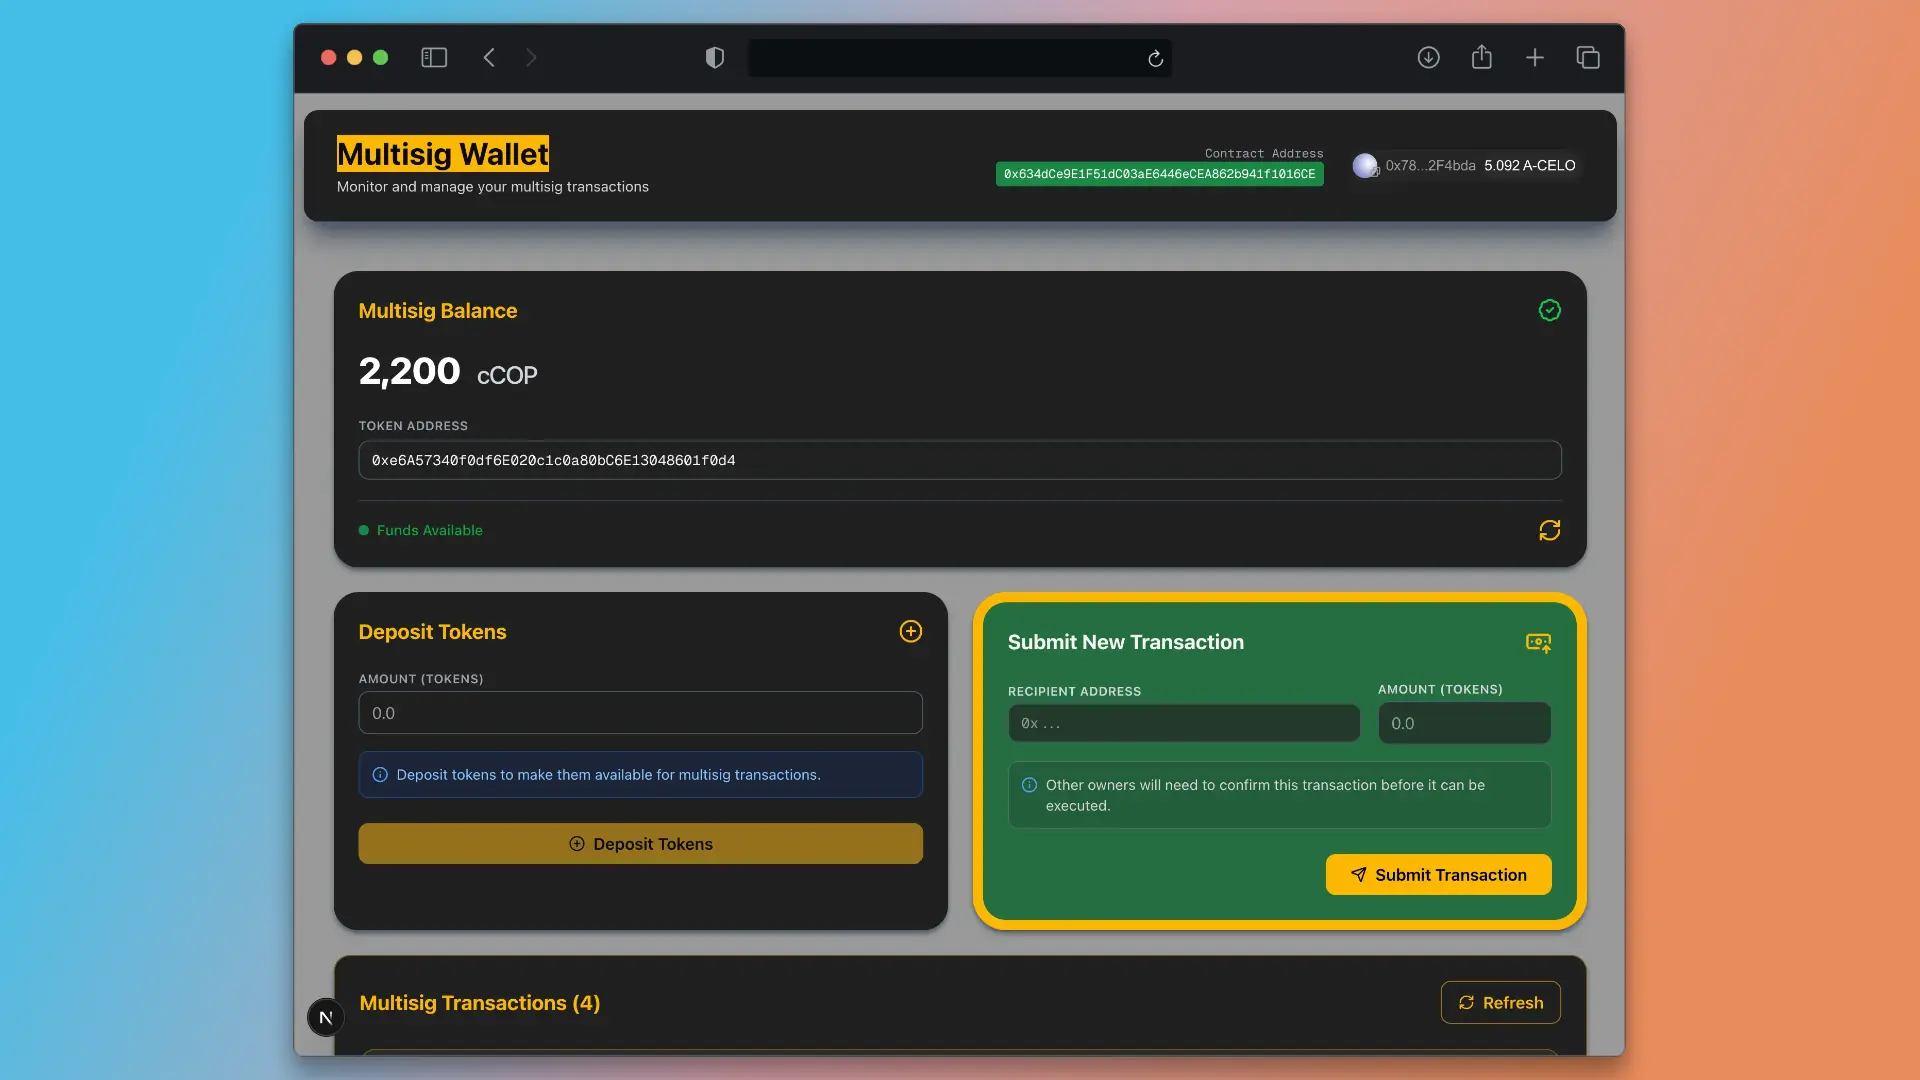 Multisig Wallet
Monitor and manage your multisig transactions
Contract Address
0x634dCe9E1F51dC03aE6446eCEA862b941f1016CE
0x78...2F4bda 5.092 A-CELO
Multisig Balance
2,200 cCOP
TOKEN ADDRESS
0xe6A57340f0df6E020c1c0a80bC6E13048601f0d4
Funds Available
Deposit Tokens
AMOUNT (TOKENS)
0.0
Deposit tokens to make them available for multisig transactions.
Deposit Tokens
Submit New Transaction
RECIPIENT ADDRESS
0x ...
AMOUNT (TOKENS)
0.0
Other owners will need to confirm this transaction before it can be
executed.
Submit Transaction
N
Multisig Transactions (4)
Refresh